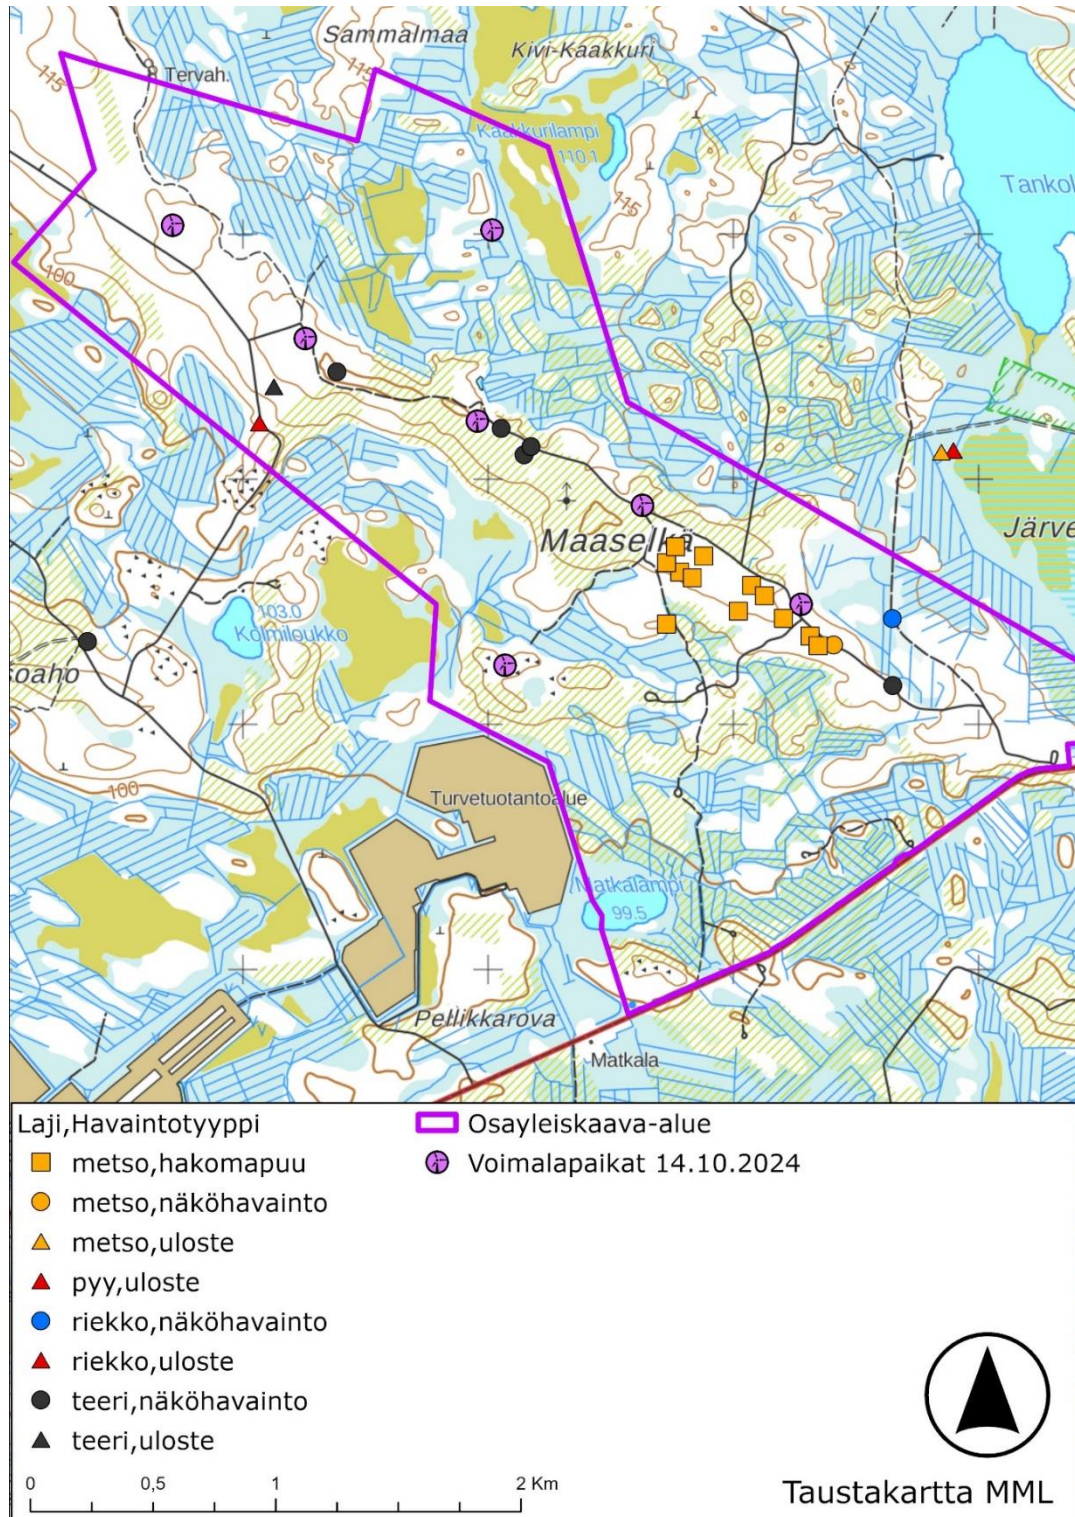 Sammalmaa
Kivi-Kaakkuri
115
Tervah.
115
Kaakkurilampi
110.1
Tankol
115
100
Järve
Maaselkä
103.0
Kolmiloukko
soaho
100
Turvetuotantoalue
Matkalampi
99.5
Pellikkarova
Matkala
Laji,Havaintotyyppi
metso,hakomapuu
metso,näköhavainto
metso,uloste
pyy,uloste
riekko,näköhavainto
riekko,uloste
teeri,näköhavainto
teeri,uloste
Osayleiskaava-alue
Voimalapaikat 14.10.2024
0 0,5 1 2 Km
Taustakartta MML